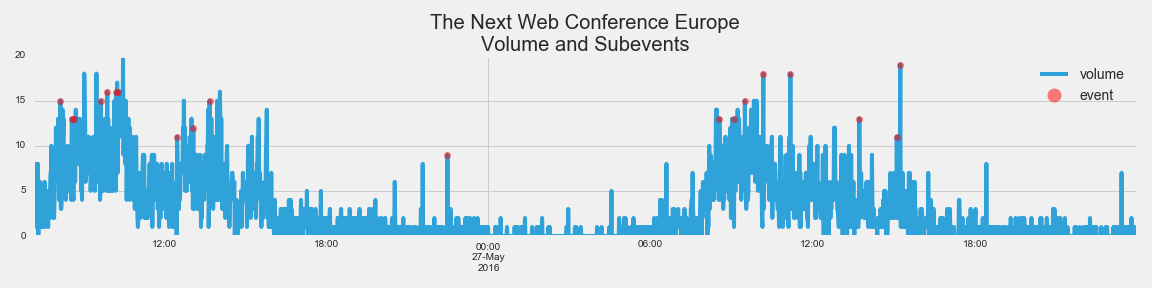 The Next Web Conference Europe
Volume and Subevents
20
15
10
5
0
volume
event
12:00
18:00
00:00
27-May
2016
06:00
12:00
18:00